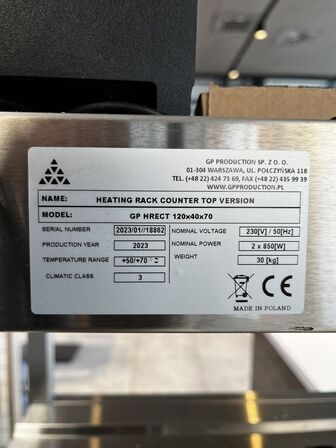 GP PRODUCTION SP. Z O. O.
01-304 WARSZAWA, UL. POŁCZYŃSKA 118
TEL. (+48 22) 424 73 69, FAX (+48 22) 435 99 39
WWW.GPPRODUCTION.PL
NAME: HEATING RACK COUNTER TOP VERSION
MODEL: GP HRECT 120x40x70
SERIAL NUMBER 2023/01//18862 NOMINAL VOLTAGE 230[V] / 50[Hz]
PRODUCTION YEAR 2023 NOMINAL POWER 2 x 850[W]
TEMPERATURE RANGE +50/+70 °C WEIGHT 30 [kg]
CLIMATIC CLASS 3
CE
MADE IN POLAND